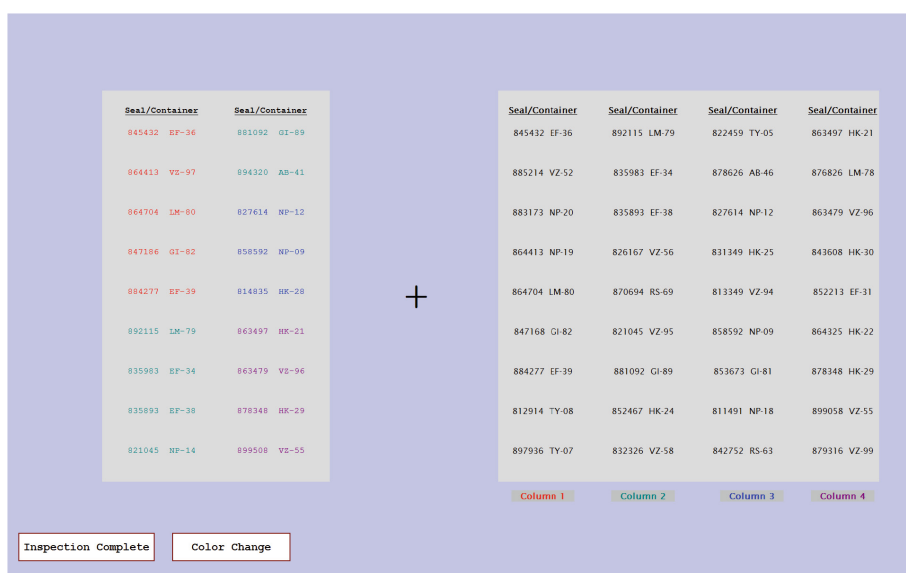 Seal/Container Seal/Container
845432 EF-36 881092 GI-89
864413 VZ-97 894320 AB-41
864704 LM-80 827614 NP-12
847186 GI-82 858592 NP-09
884277 EF-39 814835 HK-28
892115 LM-79 863497 HK-21
835983 EF-34 863479 VZ-96
835893 EF-38 878348 HK-29
821045 NP-14 899508 VZ-55
Seal/Container Seal/Container Seal/Container Seal/Container
845432 EF-36 892115 LM-79 822459 TY-05 863497 HK-21
885214 VZ-52 835983 EF-34 878626 AB-46 876826 LM-78
883173 NP-20 835893 EF-38 827614 NP-12 863479 VZ-96
864413 NP-19 826167 VZ-56 831349 HK-25 843608 HK-30
864704 LM-80 870694 RS-69 813349 VZ-94 852213 EF-31
847168 GI-82 821045 VZ-95 858592 NP-09 864325 HK-22
884277 EF-39 881092 GI-89 853673 GI-81 878348 HK-29
812914 TY-08 852467 HK-24 811491 NP-18 899058 VZ-55
897936 TY-07 832326 VZ-58 842752 RS-63 879316 VZ-99
Column 1 Column 2 Column 3 Column 4
Inspection Complete Color Change